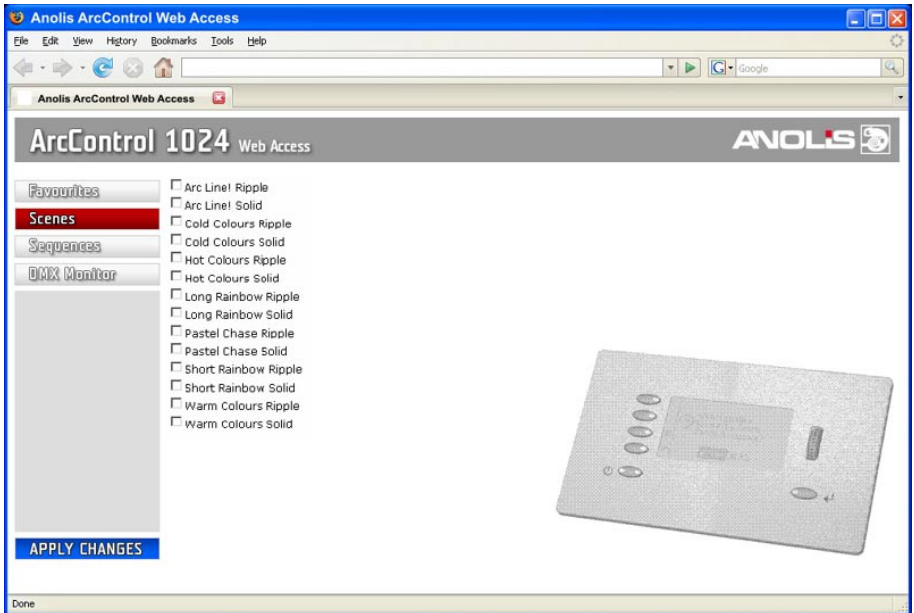 Anolis ArcControl Web Access
File Edit View History Bookmarks Tools Help
G Google
Anolis ArcControl Web Access
ArcControl 1024 Web Access
ANOLiS
Favourites
Scenes
Sequences
DMX Monitor
Arc Line! Ripple
Arc Line! Solid
Cold Colours Ripple
Cold Colours Solid
Hot Colours Ripple
Hot Colours Solid
Long Rainbow Ripple
Long Rainbow Solid
Pastel Chase Ripple
Pastel Chase Solid
Short Rainbow Ripple
Short Rainbow Solid
Warm Colours Ripple
Warm Colours Solid
APPLY CHANGES
Done